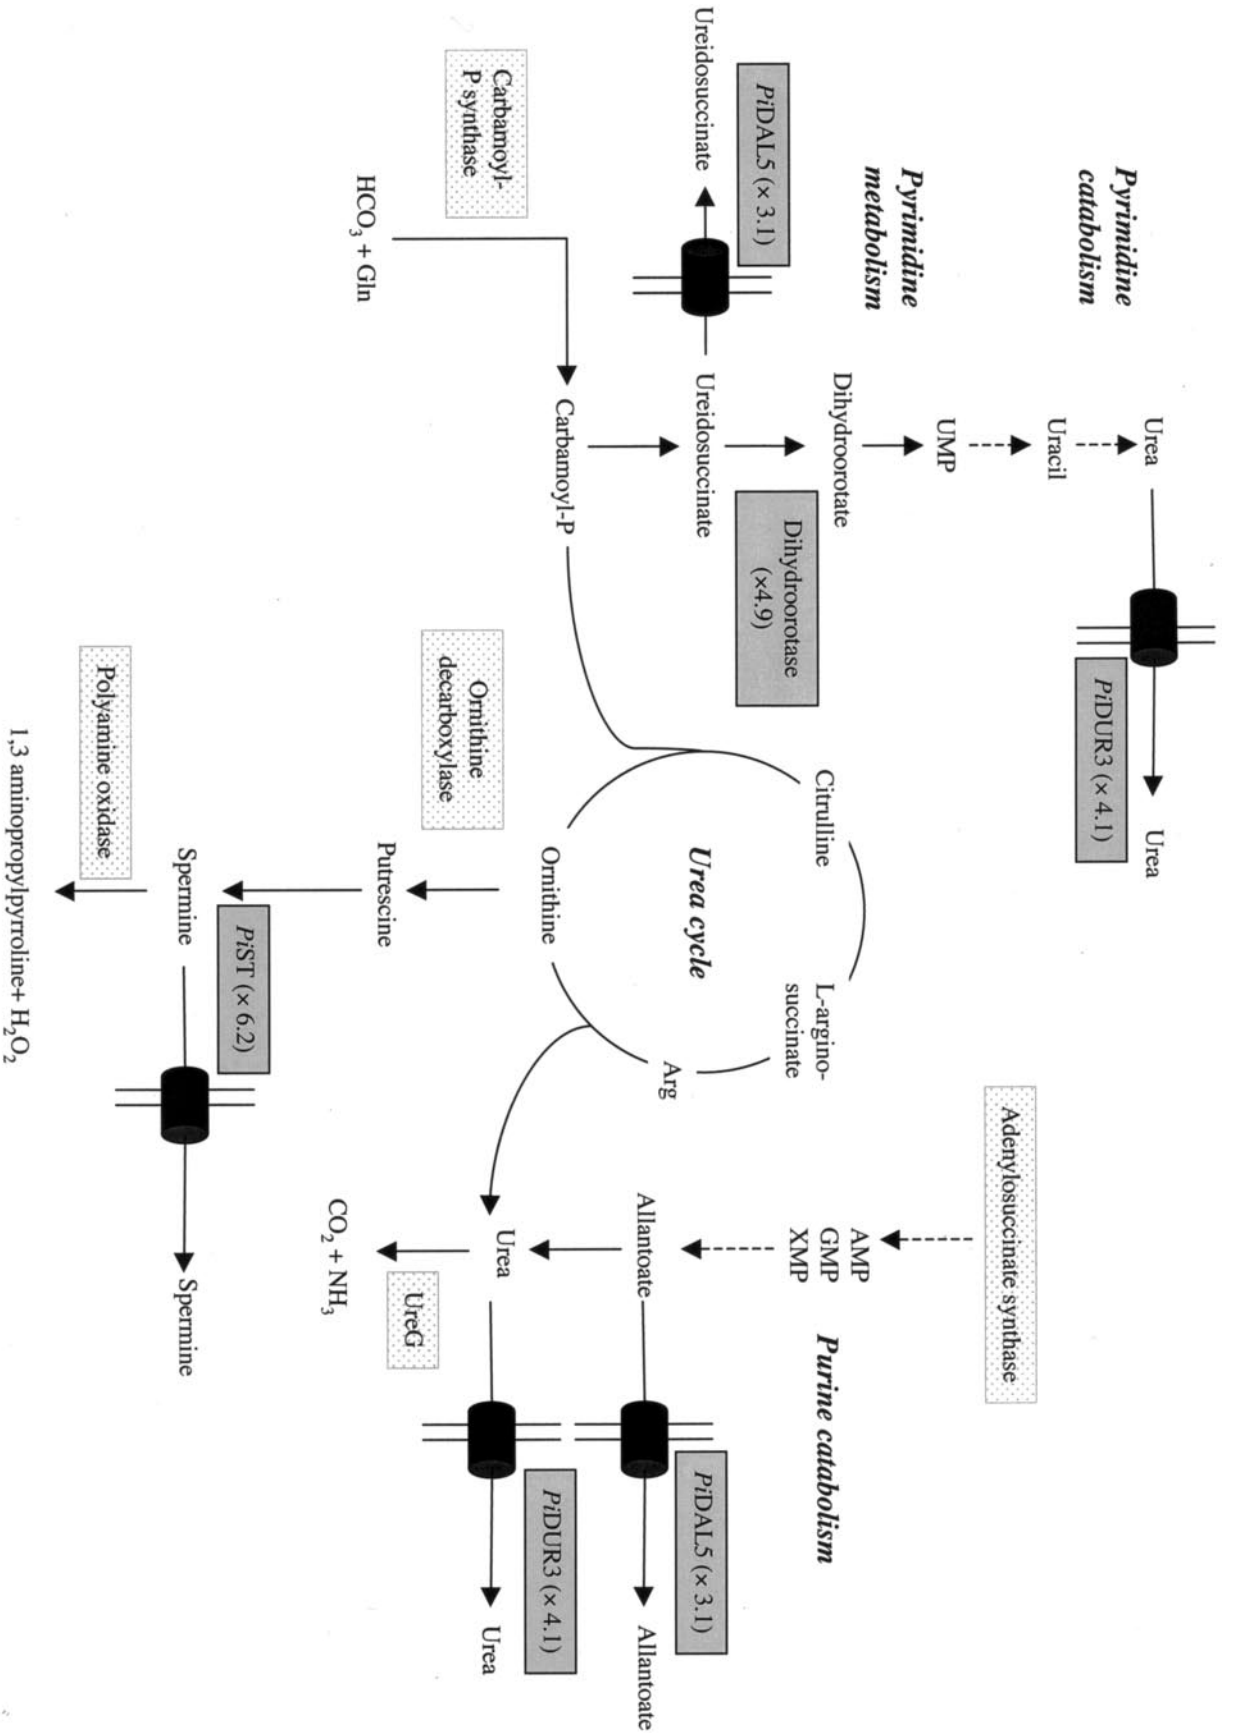 Pyrimidine
catabolism
Urea
PiDUR3 (× 4.1)
Urea
Uracil
Adenylosuccinate synthase
UMP
Pyrimidine
metabolism
AMP
GMP
XMP
Purine catabolism
Dihydroorotate
Citrulline
L-argino-
succinate
Dihydroorotase
(×4.9)
PiDAL5 (× 3.1)
Ureidosuccinate
Ureidosuccinate
Urea cycle
Arg
PiDAL5 (× 3.1)
Allantoate
Allantoate
Carbamoyl-P
Ornithine
PiDUR3 (× 4.1)
Carbamoyl-
P synthase
Ornithine
decarboxylase
Urea
Urea
UreG
HCO3 + Gln
Putrescine
CO2 + NH3
PiST (× 6.2)
Spermine
Spermine
Polyamine oxidase
1,3 aminopropylpyrroline+ H2O2